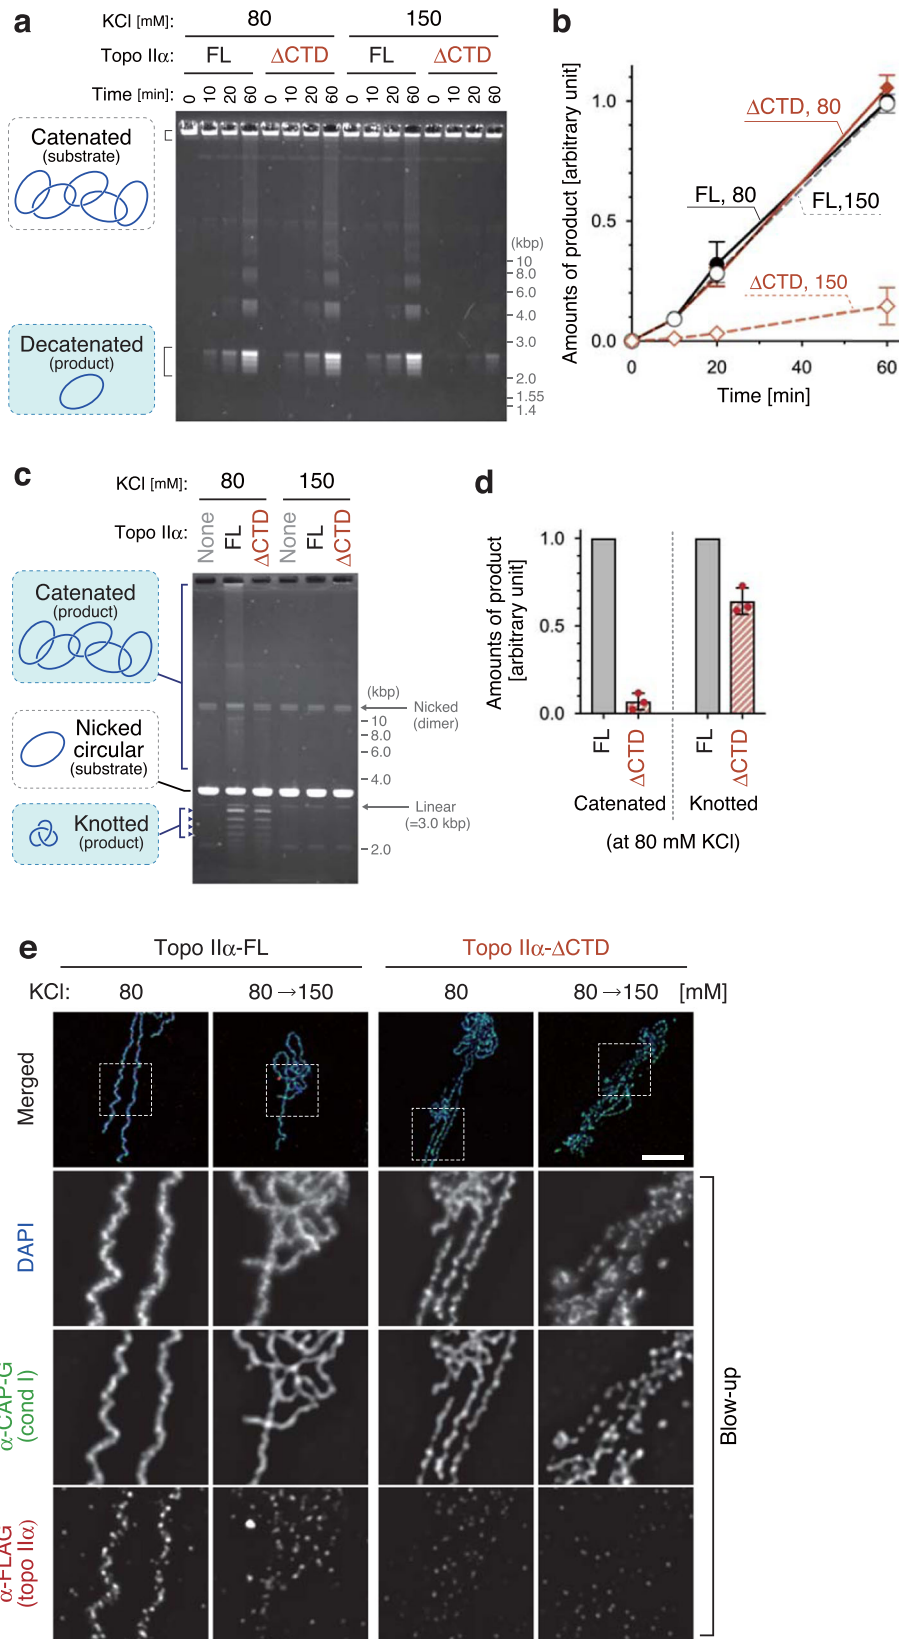 a
KCl [mM]: 80 150
Topo IIα: FL ΔCTD FL ΔCTD
Time [min]: 0 10 20 60 0 10 20 60 0 10 20 60 0 10 20 60
Catenated
(substrate)
Decatenated
(product)
(kbp)
10
8.0
6.0
4.0
3.0
2.0
1.55
1.4
b
Amounts of product [arbitrary unit]
1.0
0.5
0.0
0 20 40 60
Time [min]
ΔCTD, 80
FL, 80
FL,150
ΔCTD, 150
c
KCl [mM]: 80 150
Topo IIα: None FL ΔCTD None FL ΔCTD
Catenated
(product)
Nicked
circular
(substrate)
Knotted
(product)
(kbp)
Nicked
(dimer)
10
8.0
6.0
4.0
Linear
(=3.0 kbp)
2.0
d
Amounts of product
[arbitrary unit]
1.0
0.5
0.0
FL ΔCTD FL ΔCTD
Catenated Knotted
(at 80 mM KCl)
e
Topo IIα-FL Topo IIα-ΔCTD
KCl: 80 80→150 80 80→150 [mM]
Merged
DAPI
α-CAP-G
(cond I)
α-FLAG
(topo IIα)
Blow-up